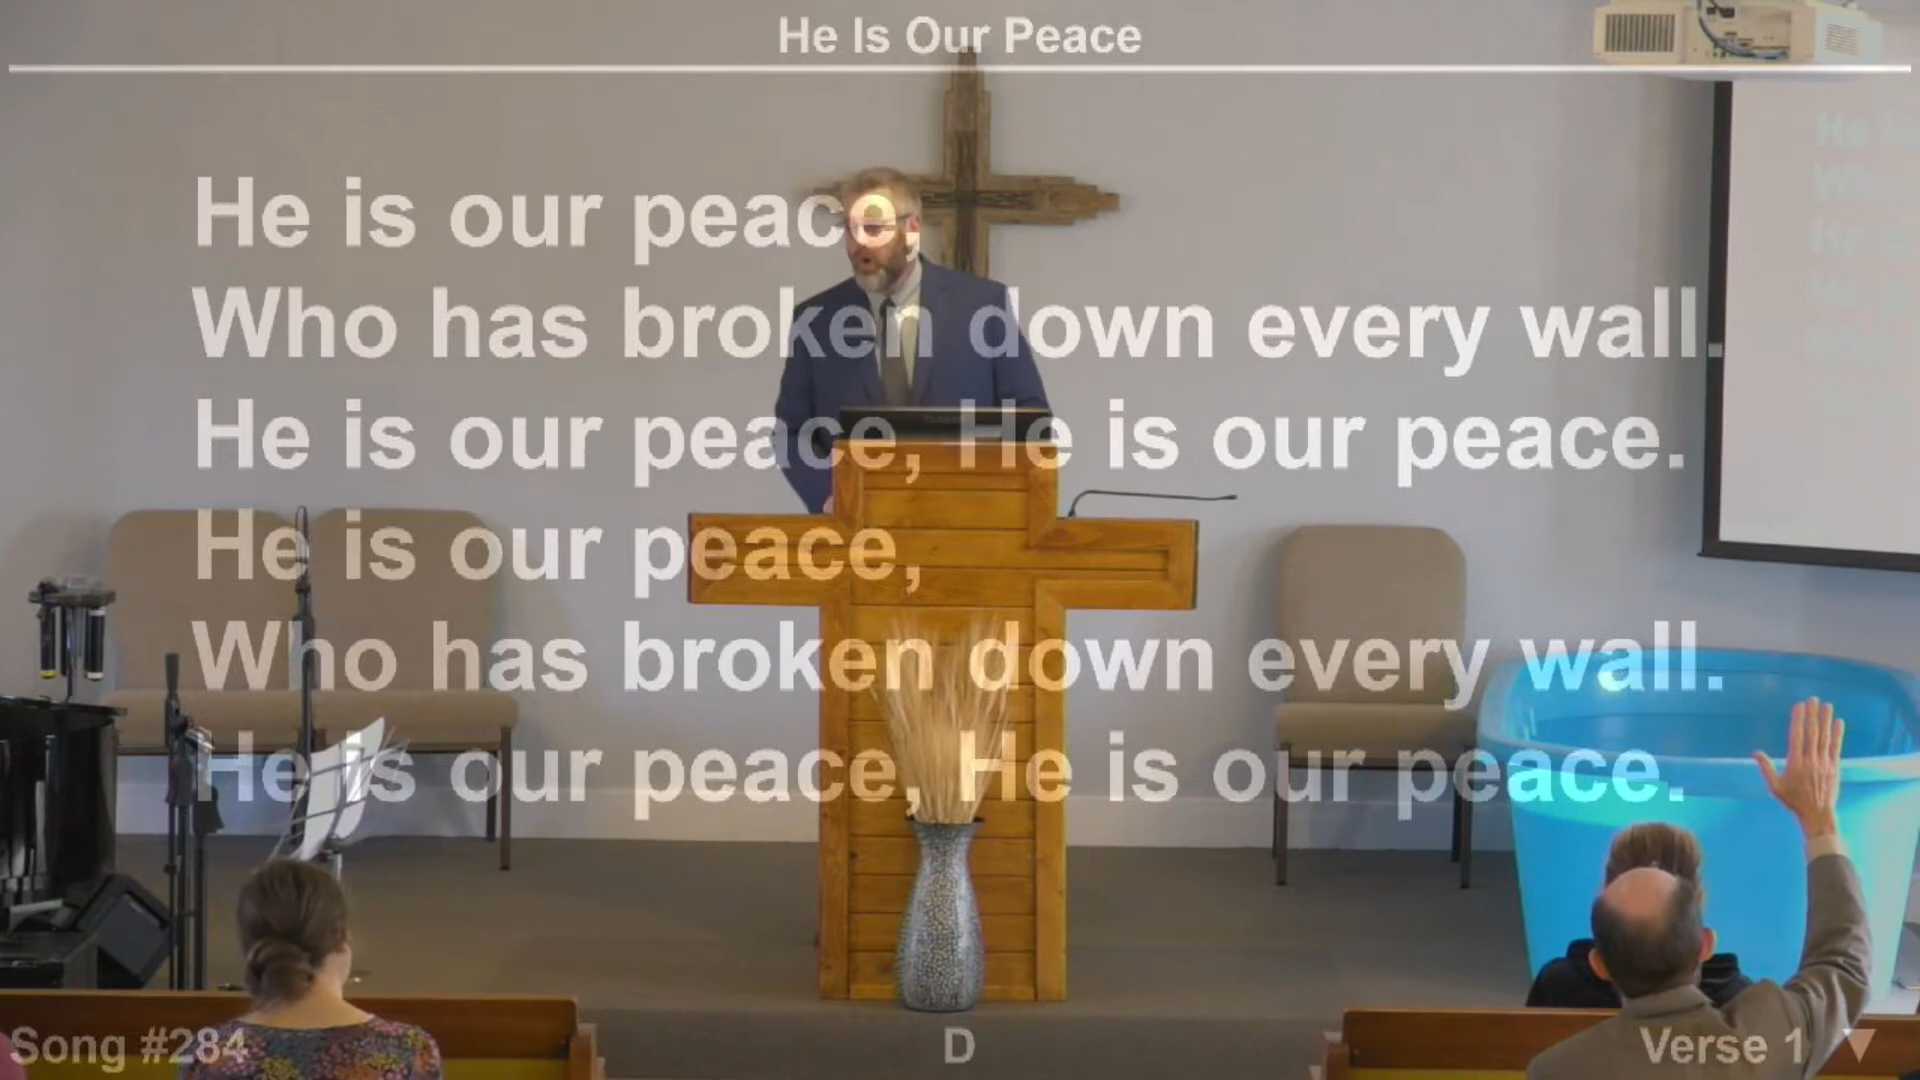 He Is Our Peace
He is our peace,
Who has broken down every wall.
He is our peace, He is our peace.
He is our peace,
Who has broken down every wall.
He is our peace, He is our peace.
Song #284
D
Verse 1